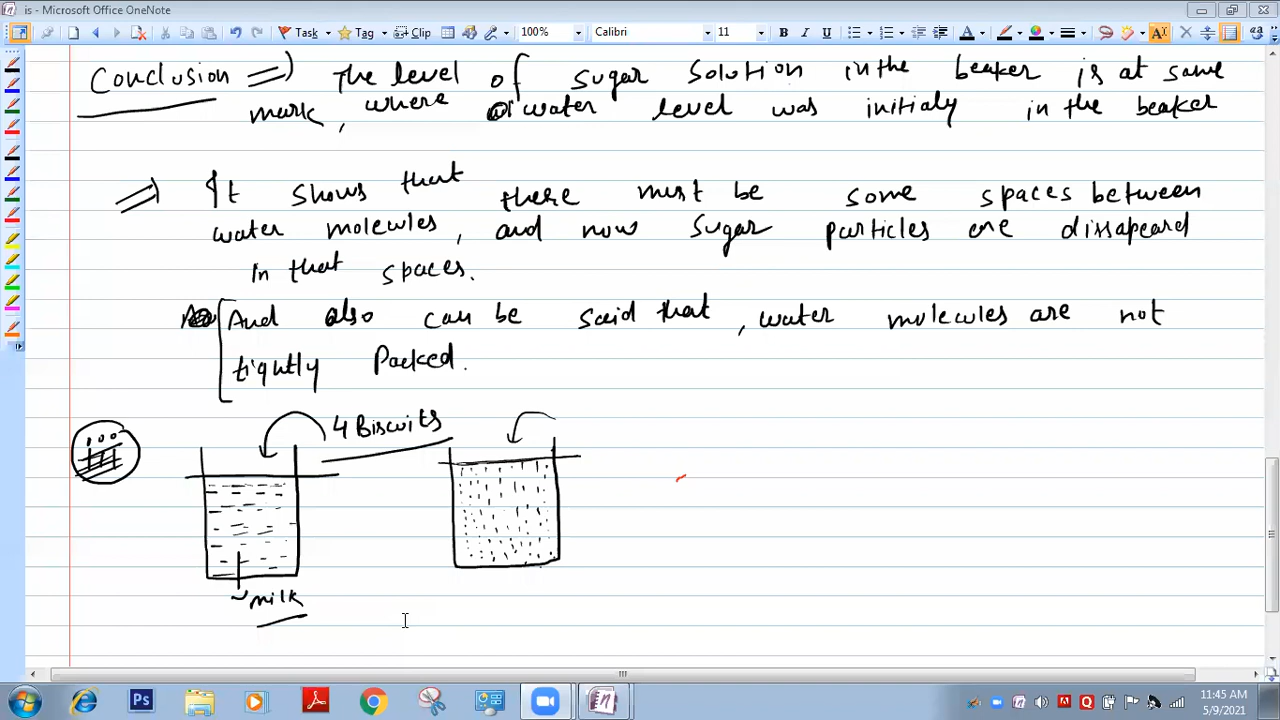 is - Microsoft Office OneNote
Task
Tag
Clip
100%
Calibri
11
B I U
Conclusion => The level of sugar solution in the beaker is at same
mark, where water level was initialy in the beaker
=> It shows that there must be some spaces between
water molecules, and now sugar particles are dissapeard
In that spaces.
And also can be said that, water molecules are not
tightly Packed.
100
4 Biscuits
milk
Ps
11:45 AM
5/9/2021